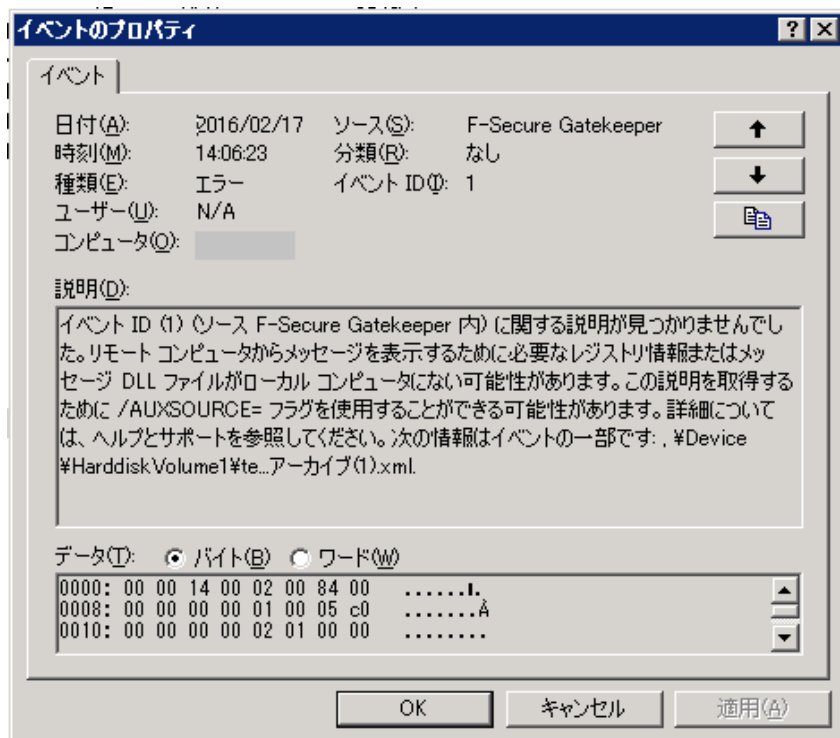 イベントのプロパティ
イベント
日付(A): 2016/02/17 ソース(S): F-Secure Gatekeeper
時刻(M): 14:06:23 分類(R): なし
種類(E): エラー イベント ID(I): 1
ユーザー(U): N/A
コンピュータ(O):
説明(D):
イベント ID (1) (ソース F-Secure Gatekeeper 内) に関する説明が見つかりませんでし
た。リモート コンピュータからメッセージを表示するために必要なレジストリ情報またはメッ
セージ DLL ファイルがローカル コンピュータにない可能性があります。この説明を取得する
ために /AUXSOURCE= フラグを使用することができる可能性があります。詳細について
は、ヘルプとサポートを参照してください。次の情報はイベントの一部です: , ¥Device
¥HarddiskVolume1¥te...アーカイブ(1).xml.
データ(T): バイト(B) ワード(W)
0000: 00 00 14 00 02 00 84 00 ......I.
0008: 00 00 00 00 01 00 05 c0 .......À
0010: 00 00 00 00 02 01 00 00 ........
OK キャンセル 適用(A)